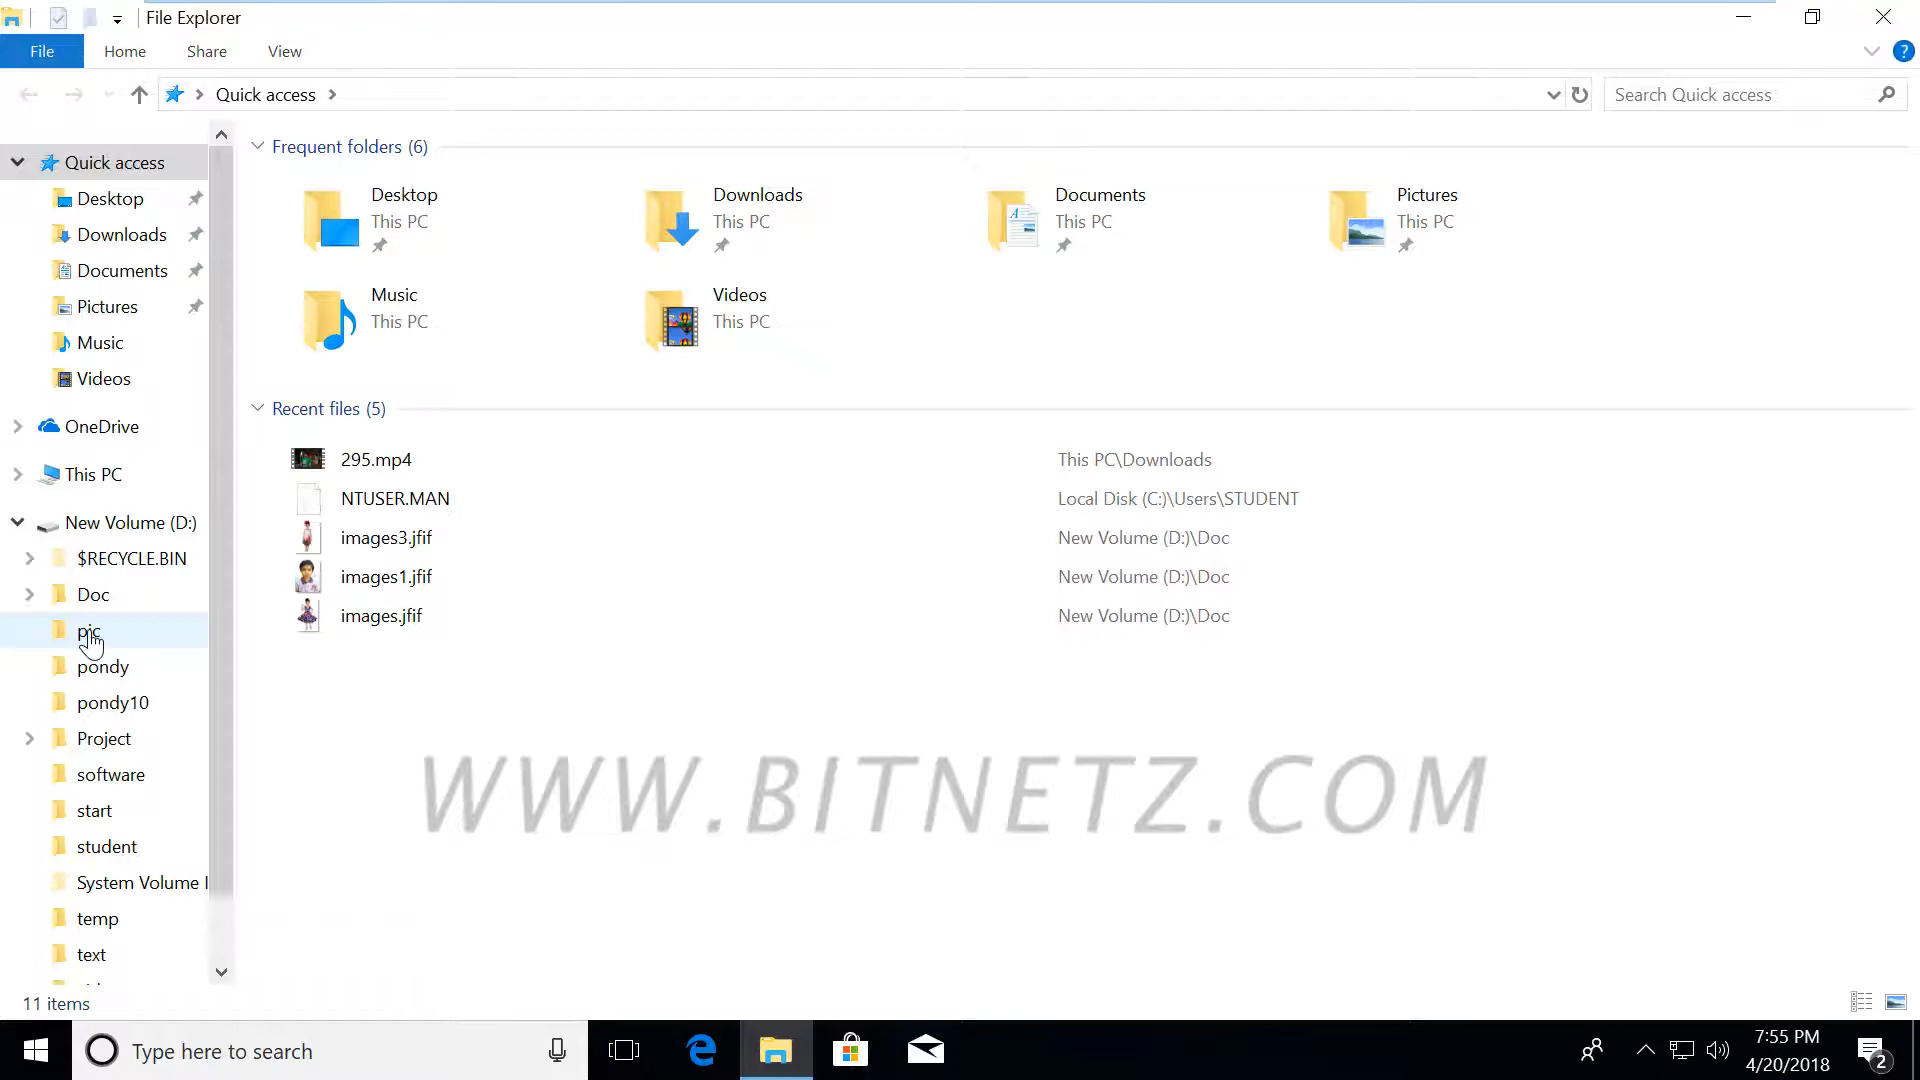 File Explorer
File Home Share View
Quick access
Search Quick access
Quick access
Desktop
Downloads
Documents
Pictures
Music
Videos
OneDrive
This PC
New Volume (D:)
$RECYCLE.BIN
Doc
pic
pondy
pondy10
Project
software
start
student
System Volume I
temp
text
Frequent folders (6)
Desktop
This PC
Downloads
This PC
Documents
This PC
Pictures
This PC
Music
This PC
Videos
This PC
Recent files (5)
295.mp4 This PC\Downloads
NTUSER.MAN Local Disk (C:)\Users\STUDENT
images3.jfif New Volume (D:)\Doc
images1.jfif New Volume (D:)\Doc
images.jfif New Volume (D:)\Doc
WWW.BITNETZ.COM
11 items
Type here to search
7:55 PM
4/20/2018
2